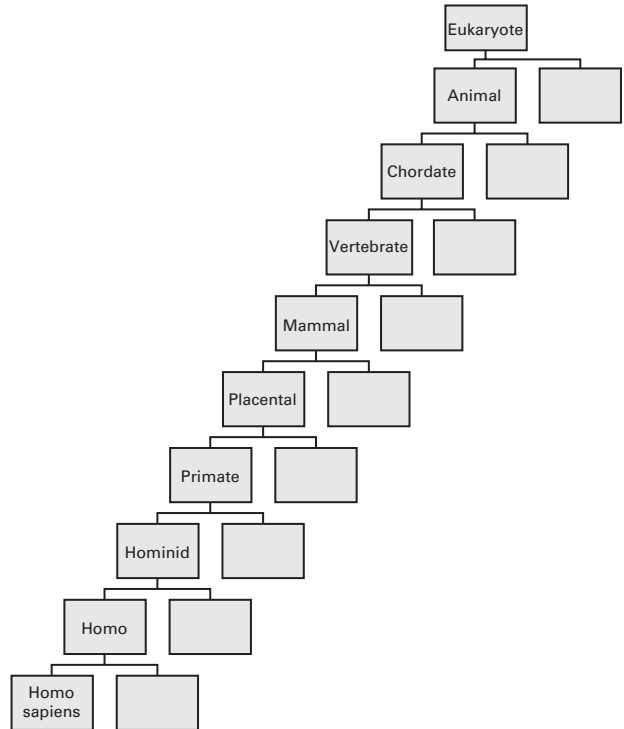 Eukaryote
Animal
Chordate
Vertebrate
Mammal
Placental
Primate
Hominid
Homo
Homo
sapiens